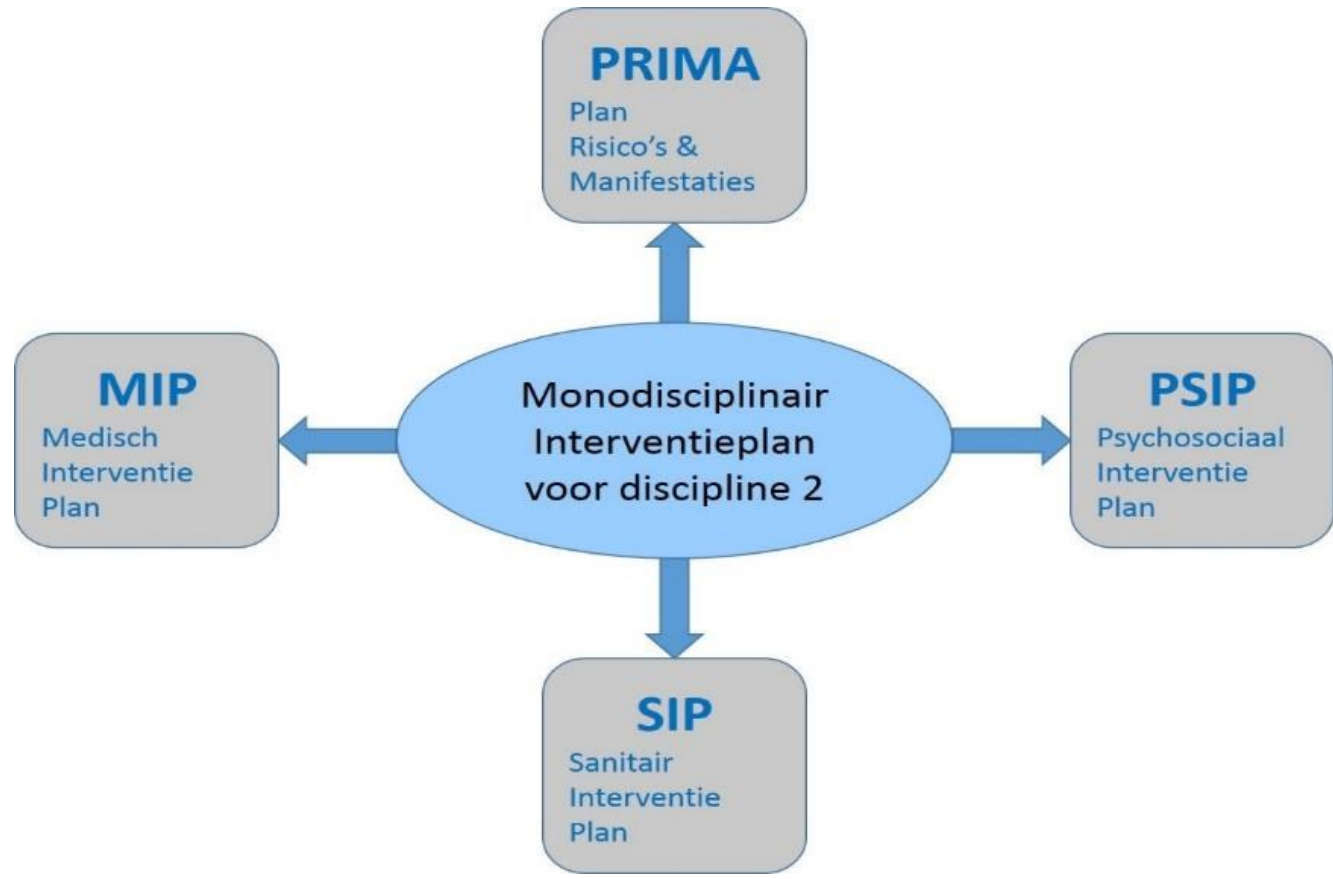 PRIMA
Plan
Risico's &
Manifestaties
MIP
Medisch
Interventie
Plan
Monodisciplinair
Interventieplan
voor discipline 2
PSIP
Psychosociaal
Interventie
Plan
SIP
Sanitair
Interventie
Plan